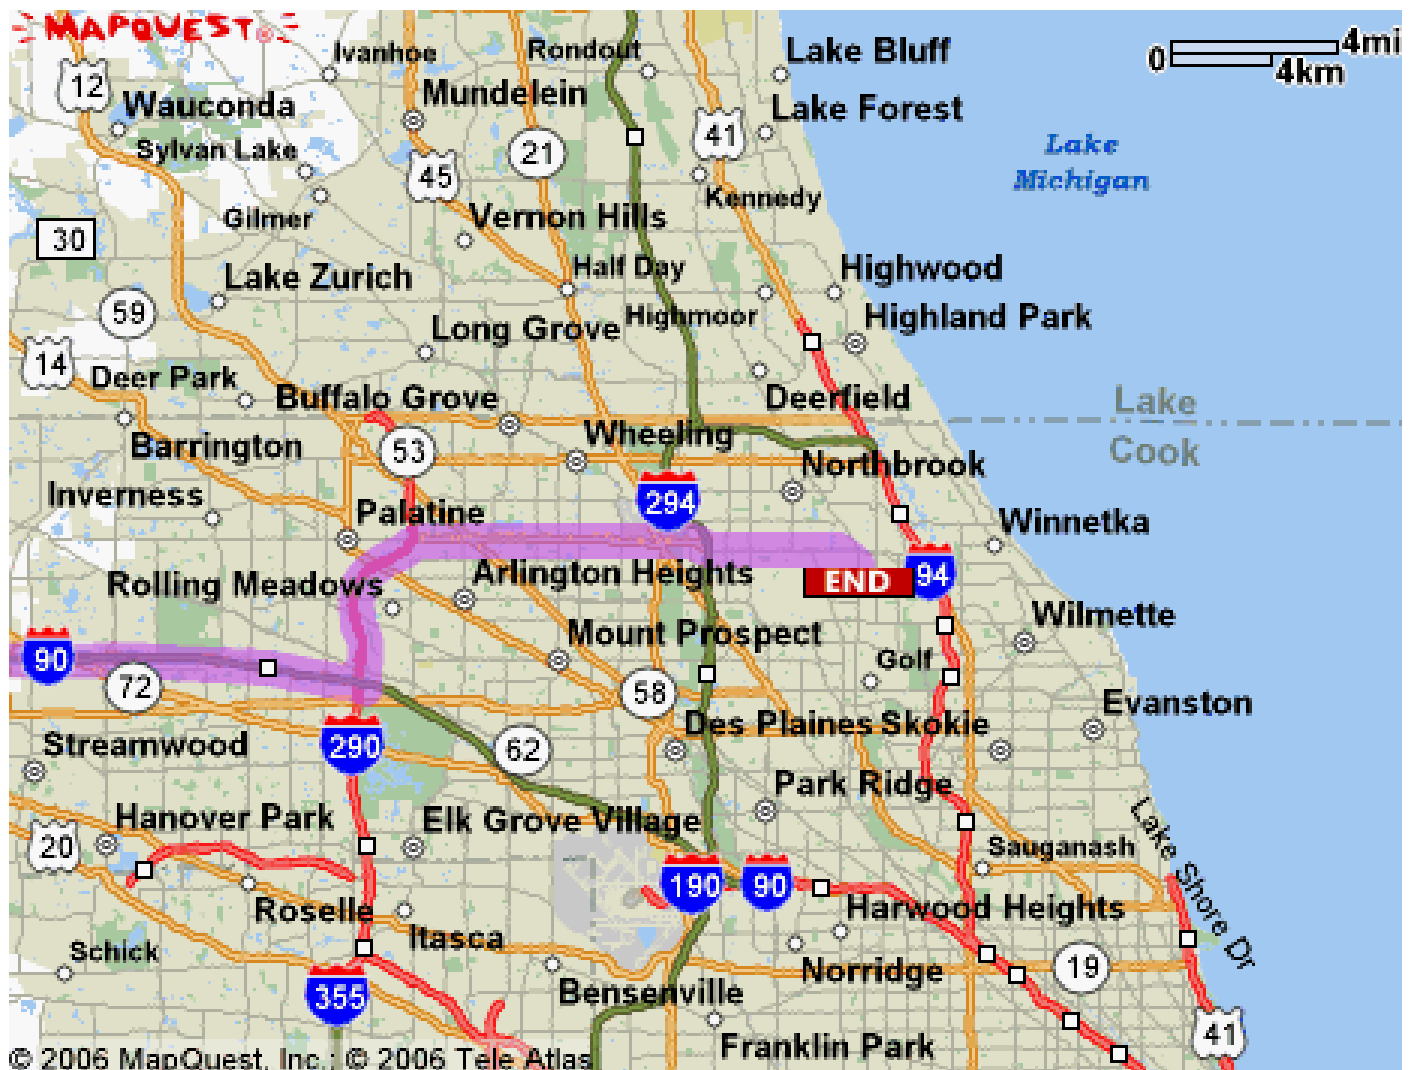 MAPQUEST®
Ivanhoe
Rondout
Lake Bluff
0
4mi
4km
12
Wauconda
Mundelein
Lake Forest
41
21
Sylvan Lake
45
Lake
Michigan
Kennedy
Gilmer
Vernon Hills
30
Lake Zurich
Half Day
Highwood
59
Long Grove
Highmoor
Highland Park
14
Deer Park
Buffalo Grove
Deerfield
Lake
Cook
Barrington
53
Wheeling
Northbrook
Inverness
294
Palatine
Winnetka
Rolling Meadows
Arlington Heights
END
94
Mount Prospect
Wilmette
90
72
Golf
58
Evanston
Streamwood
290
62
Des Plaines
Skokie
Park Ridge
Hanover Park
Elk Grove Village
20
Sauganash
Lake Shore Dr
190
90
Roselle
Harwood Heights
Itasca
Schick
Norridge
19
355
Bensenville
41
Franklin Park
© 2006 MapQuest, Inc.; © 2006 Tele Atlas